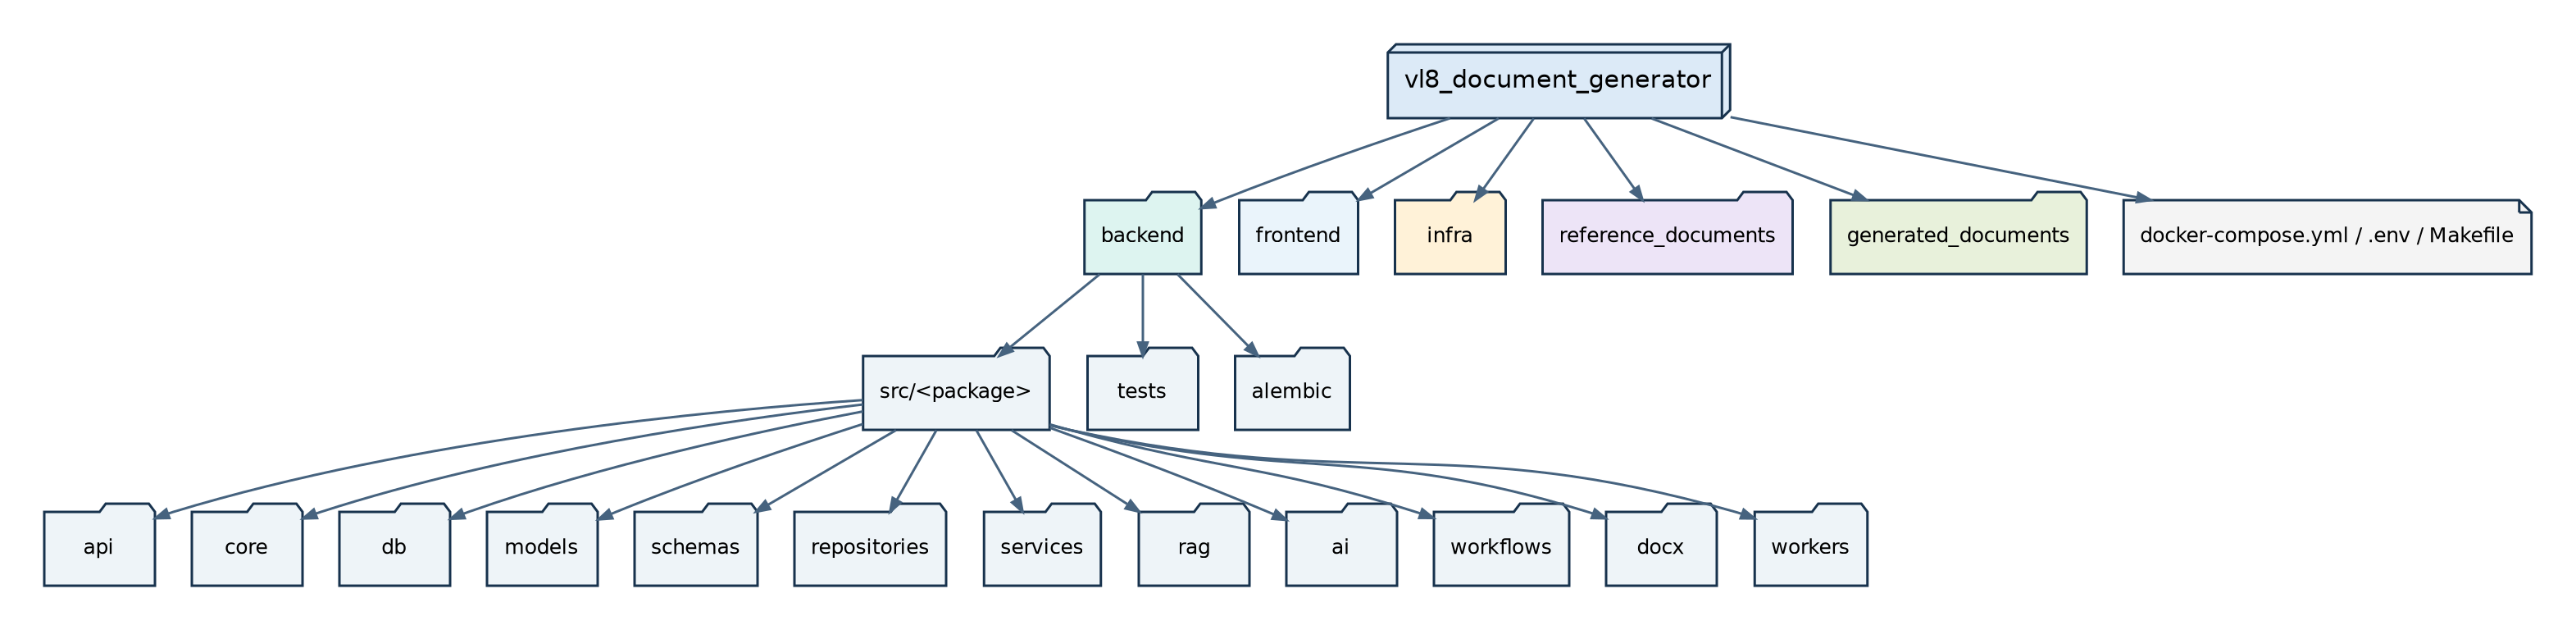 vl8_document_generator
backend
frontend
infra
reference_documents
generated_documents
docker-compose.yml / .env / Makefile
src/<package>
tests
alembic
api
core
db
models
schemas
repositories
services
rag
ai
workflows
docx
workers